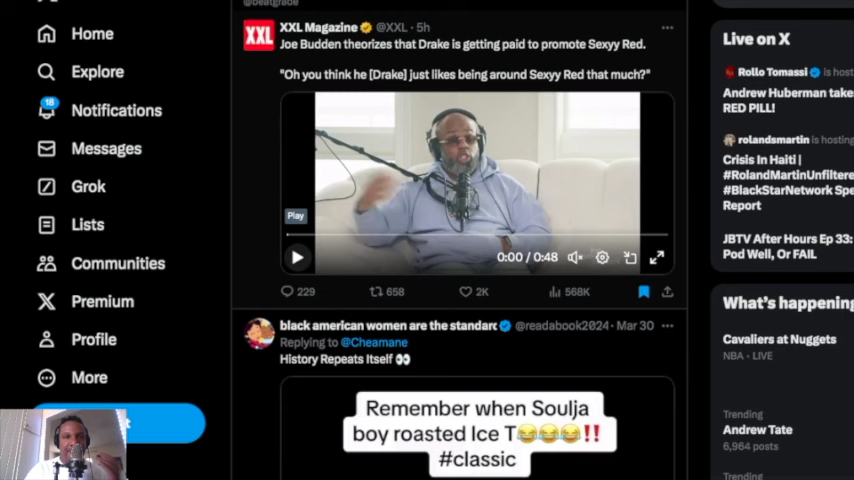 @beatgrade
Home
Explore
18
Notifications
Messages
Grok
Lists
Communities
X Premium
Profile
More
XXL
XXL Magazine @XXL · 5h
Joe Budden theorizes that Drake is getting paid to promote Sexyy Red.
"Oh you think he [Drake] just likes being around Sexyy Red that much?"
Play
0:00 / 0:48
229 658 2K 568K
black american women are the standard @readabook2024 · Mar 30
Replying to @Cheamane
History Repeats Itself 👀
Remember when Soulja
boy roasted Ice T😂😂😂‼️
#classic
Live on X
Rollo Tomassi is host
Andrew Huberman take
RED PILL!
rolandsmartin is hosting
Crisis In Haiti |
#RolandMartinUnfiltere
#BlackStarNetwork Spe
Report
JBTV After Hours Ep 33:
Pod Well, Or FAIL
What's happening
Cavaliers at Nuggets
NBA · LIVE
Trending
Andrew Tate
6,964 posts
Trending